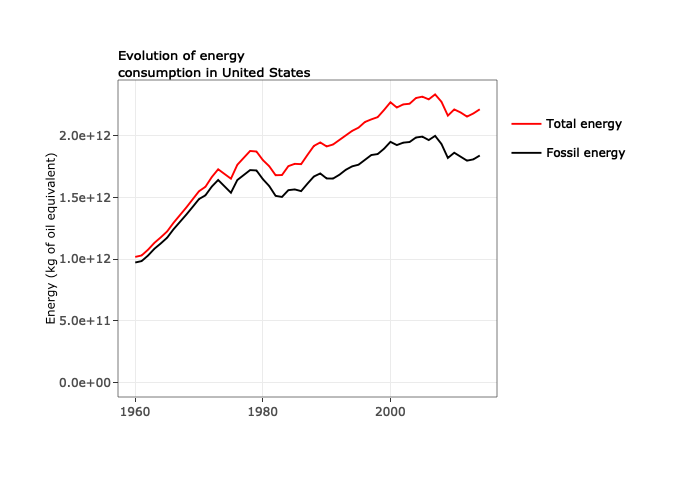 Evolution of energy
consumption in United States
Energy (kg of oil equivalent)
2.0e+12
1.5e+12
1.0e+12
5.0e+11
0.0e+00
1960
1980
2000
Total energy
Fossil energy